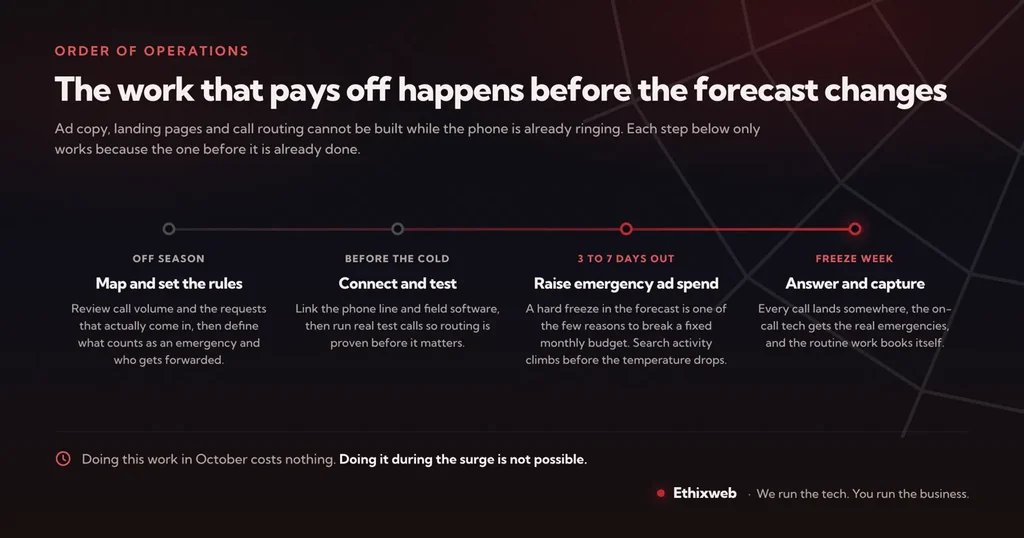 ORDER OF OPERATIONS
The work that pays off happens before the forecast changes
Ad copy, landing pages and call routing cannot be built while the phone is already ringing. Each step below only
works because the one before it is already done.
OFF SEASON
Map and set the rules
Review call volume and the requests
that actually come in, then define
what counts as an emergency and
who gets forwarded.
BEFORE THE COLD
Connect and test
Link the phone line and field software,
then run real test calls so routing is
proven before it matters.
3 TO 7 DAYS OUT
Raise emergency ad spend
A hard freeze in the forecast is one of
the few reasons to break a fixed
monthly budget. Search activity
climbs before the temperature drops.
FREEZE WEEK
Answer and capture
Every call lands somewhere, the on-
call tech gets the real emergencies,
and the routine work books itself.
Doing this work in October costs nothing. Doing it during the surge is not possible.
Ethixweb · We run the tech. You run the business.